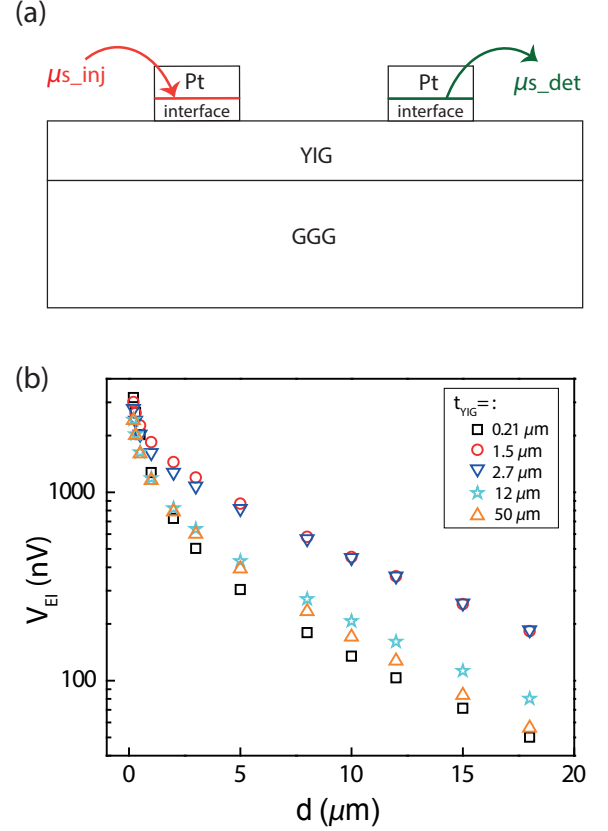 (a)
μs_inj
Pt
interface
Pt
interface
μs_det
YIG
GGG
(b)
V_EI (nV)
1000
100
t_YIG= :
0.21 μm
1.5 μm
2.7 μm
12 μm
50 μm
0
5
10
15
20
d (μm)